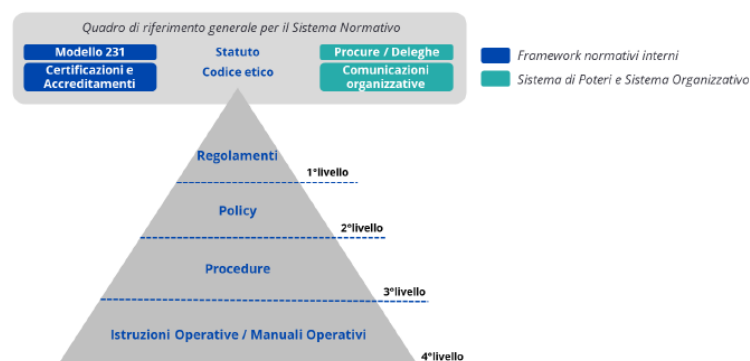 Quadro di riferimento generale per il Sistema Normativo
Modello 231
Statuto
Procure / Deleghe
Certificazioni e
Accreditamenti
Codice etico
Comunicazioni
organizzative
Framework normativi interni
Sistema di Poteri e Sistema Organizzativo
Regolamenti
1°livello
Policy
2°livello
Procedure
3°livello
Istruzioni Operative / Manuali Operativi
4°livello